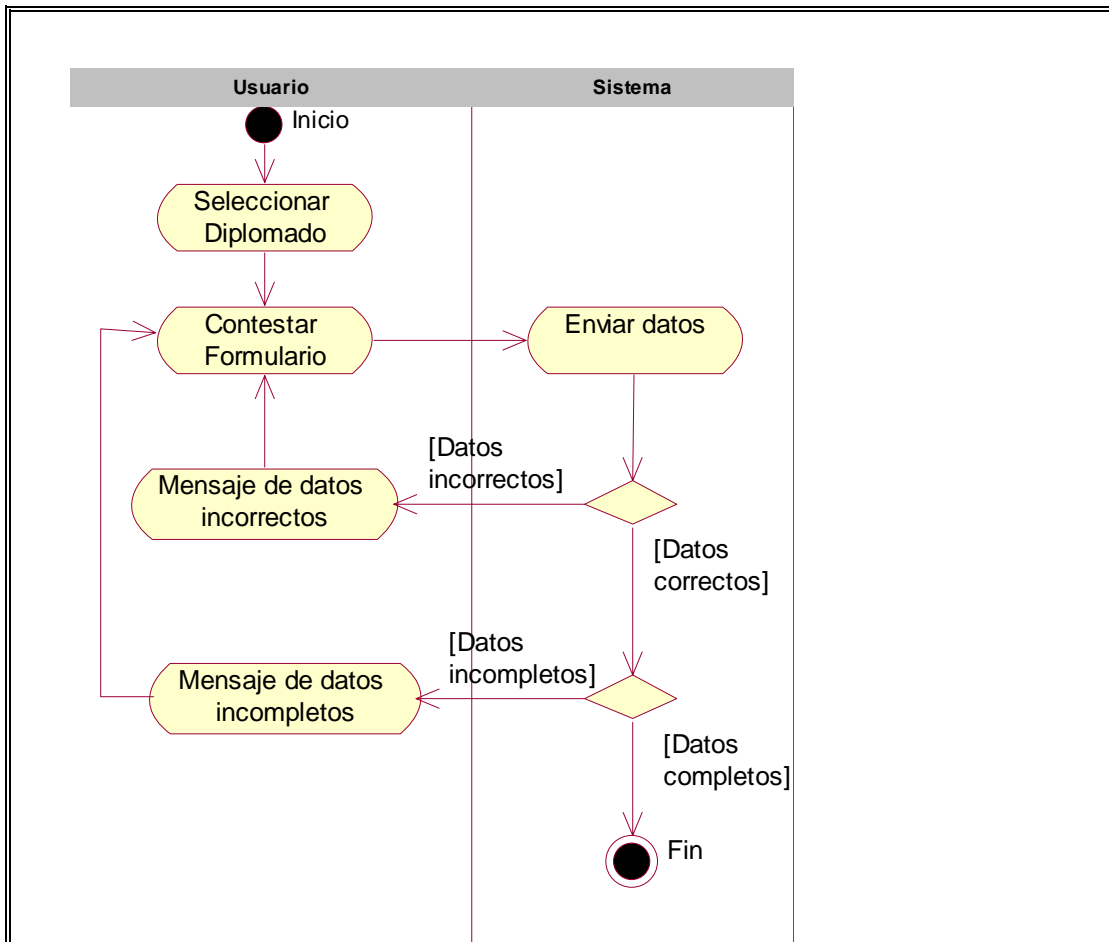 Usuario
Sistema
Inicio
Seleccionar
Diplomado
Contestar
Formulario
Enviar datos
[Datos
incorrectos]
Mensaje de datos
incorrectos
[Datos
correctos]
[Datos
incompletos]
Mensaje de datos
incompletos
[Datos
completos]
Fin